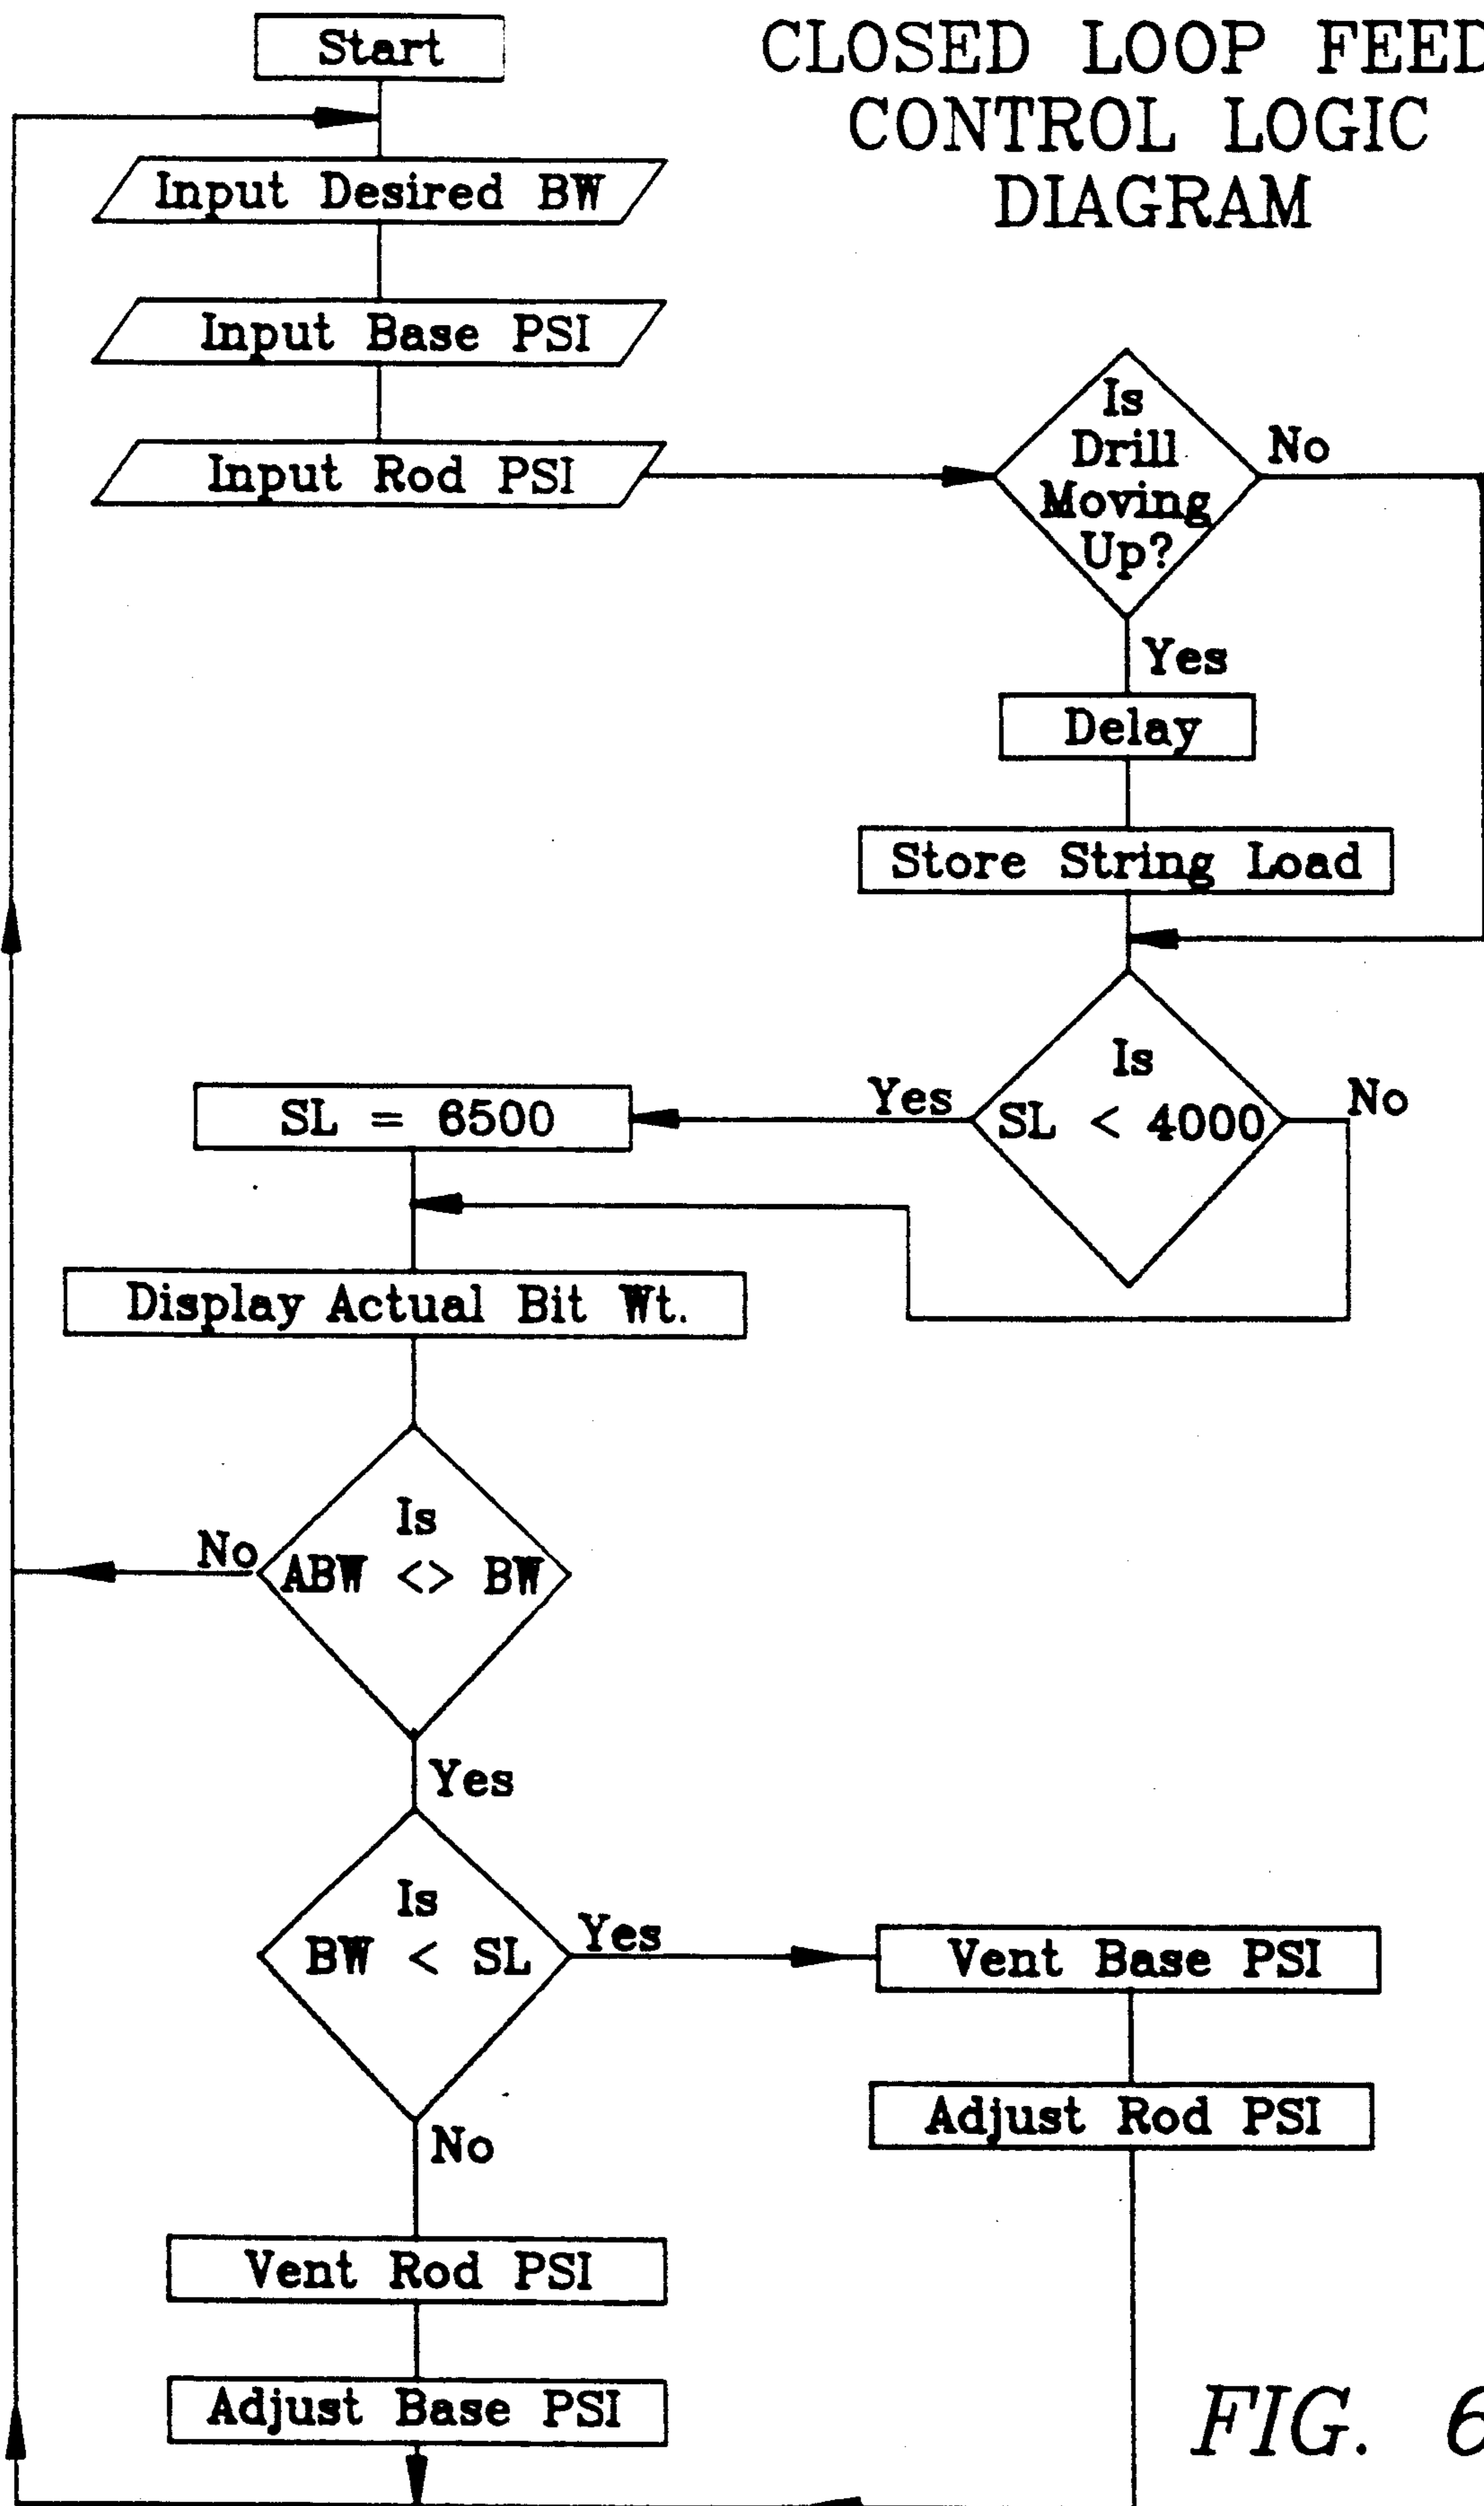 CLOSED LOOP FEED
CONTROL LOGIC
DIAGRAM
Start
Input Desired BW
Input Base PSI
Input Rod PSI
Is
Drill
Moving
Up?
No
Yes
Delay
Store String Load
Is
SL < 4000
Yes
No
SL = 6500
Display Actual Bit Wt.
Is
ABW <> BW
No
Yes
Is
BW < SL
Yes
No
Vent Base PSI
Adjust Rod PSI
Vent Rod PSI
Adjust Base PSI
FIG. 6